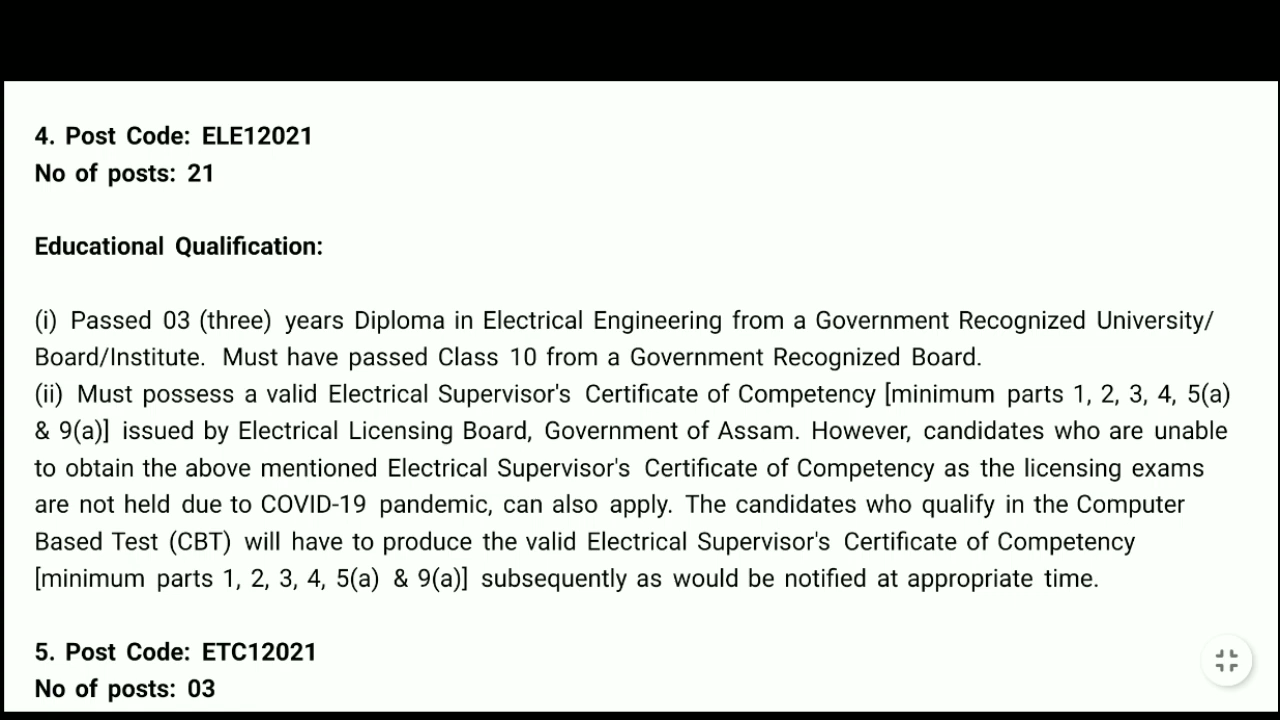 4. Post Code: ELE12021
No of posts: 21
Educational Qualification:
(i) Passed 03 (three) years Diploma in Electrical Engineering from a Government Recognized University/
Board/Institute. Must have passed Class 10 from a Government Recognized Board.
(ii) Must possess a valid Electrical Supervisor's Certificate of Competency [minimum parts 1, 2, 3, 4, 5(a)
& 9(a)] issued by Electrical Licensing Board, Government of Assam. However, candidates who are unable
to obtain the above mentioned Electrical Supervisor's Certificate of Competency as the licensing exams
are not held due to COVID-19 pandemic, can also apply. The candidates who qualify in the Computer
Based Test (CBT) will have to produce the valid Electrical Supervisor's Certificate of Competency
[minimum parts 1, 2, 3, 4, 5(a) & 9(a)] subsequently as would be notified at appropriate time.
5. Post Code: ETC12021
No of posts: 03